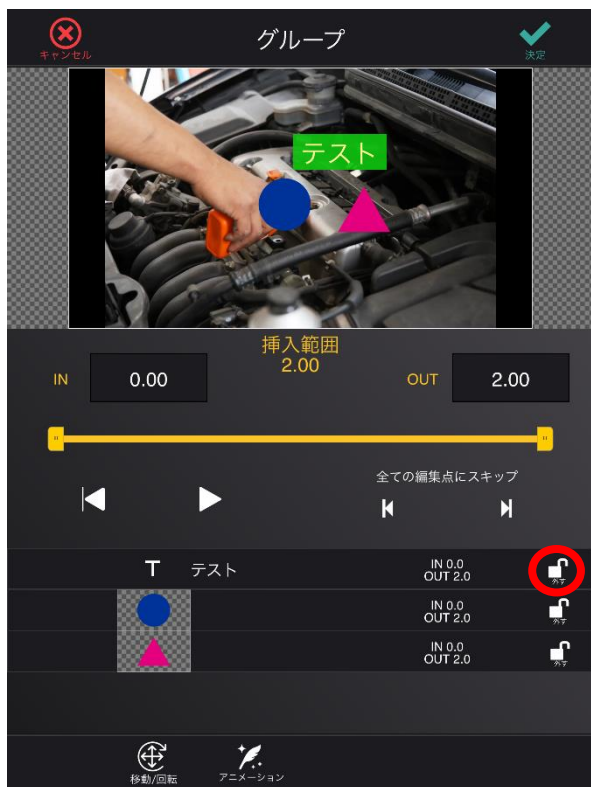 グループ
キャンセル
決定
テスト
挿入範囲
2.00
IN
0.00
OUT
2.00
全ての編集点にスキップ
T テスト
IN 0.0
OUT 2.0
外す
IN 0.0
OUT 2.0
外す
IN 0.0
OUT 2.0
外す
移動/回転
アニメーション